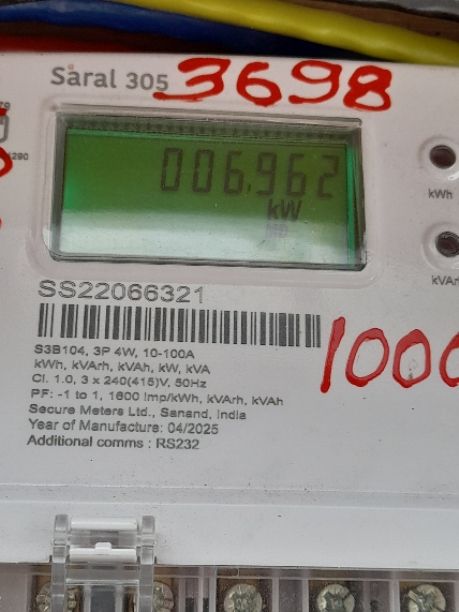 Saral 305 3698
290
006.962
kW
MD
kWh
kVArh
SS22066321
1000
S3B104, 3P 4W, 10-100A
kWh, kVArh, kVAh, kW, kVA
Cl. 1.0, 3 x 240(415)V, 50Hz
PF: -1 to 1, 1600 imp/kWh, kVArh, kVAh
Secure Meters Ltd., Sanand, India
Year of Manufacture: 04/2025
Additional comms : RS232